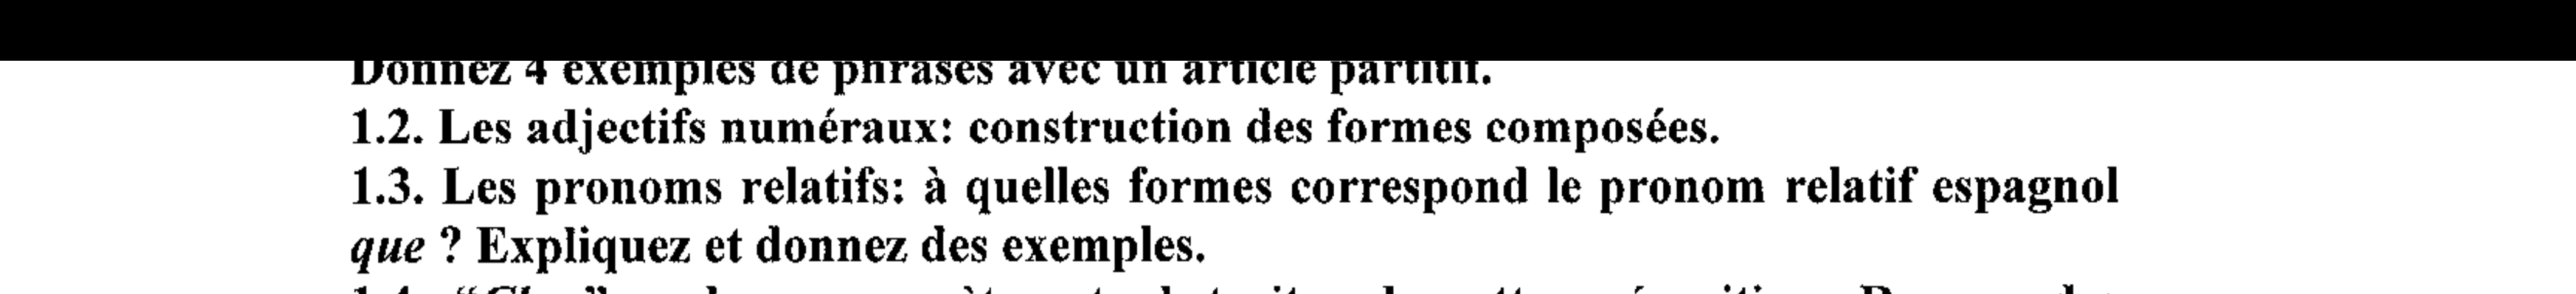 Donnez 4 exemples de phrases avec un article partitif.
1.2. Les adjectifs numéraux: construction des formes composées.
1.3. Les pronoms relatifs: à quelles formes correspond le pronom relatif espagnol
que ? Expliquez et donnez des exemples.